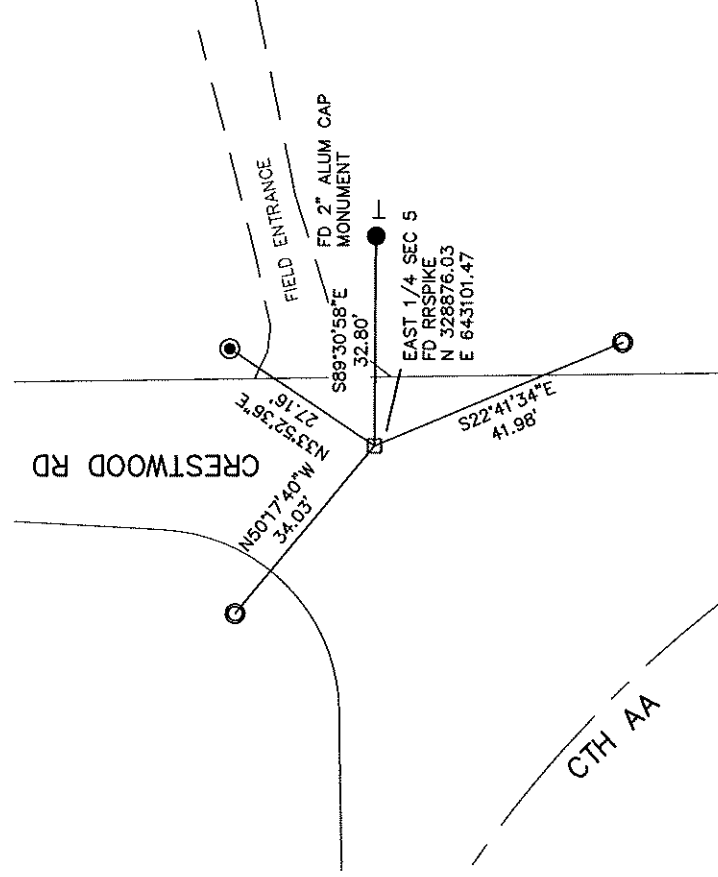 FIELD ENTRANCE
FD 2" ALUM CAP
MONUMENT
S89°30'58"E
32.80'
EAST 1/4 SEC 5
FD RRSPIKE
N 328876.03
E 643101.47
N33°52'36"E
27.16'
CRESTWOOD RD
N50°17'40"W
34.03'
S22°41'34"E
41.98'
CTH AA